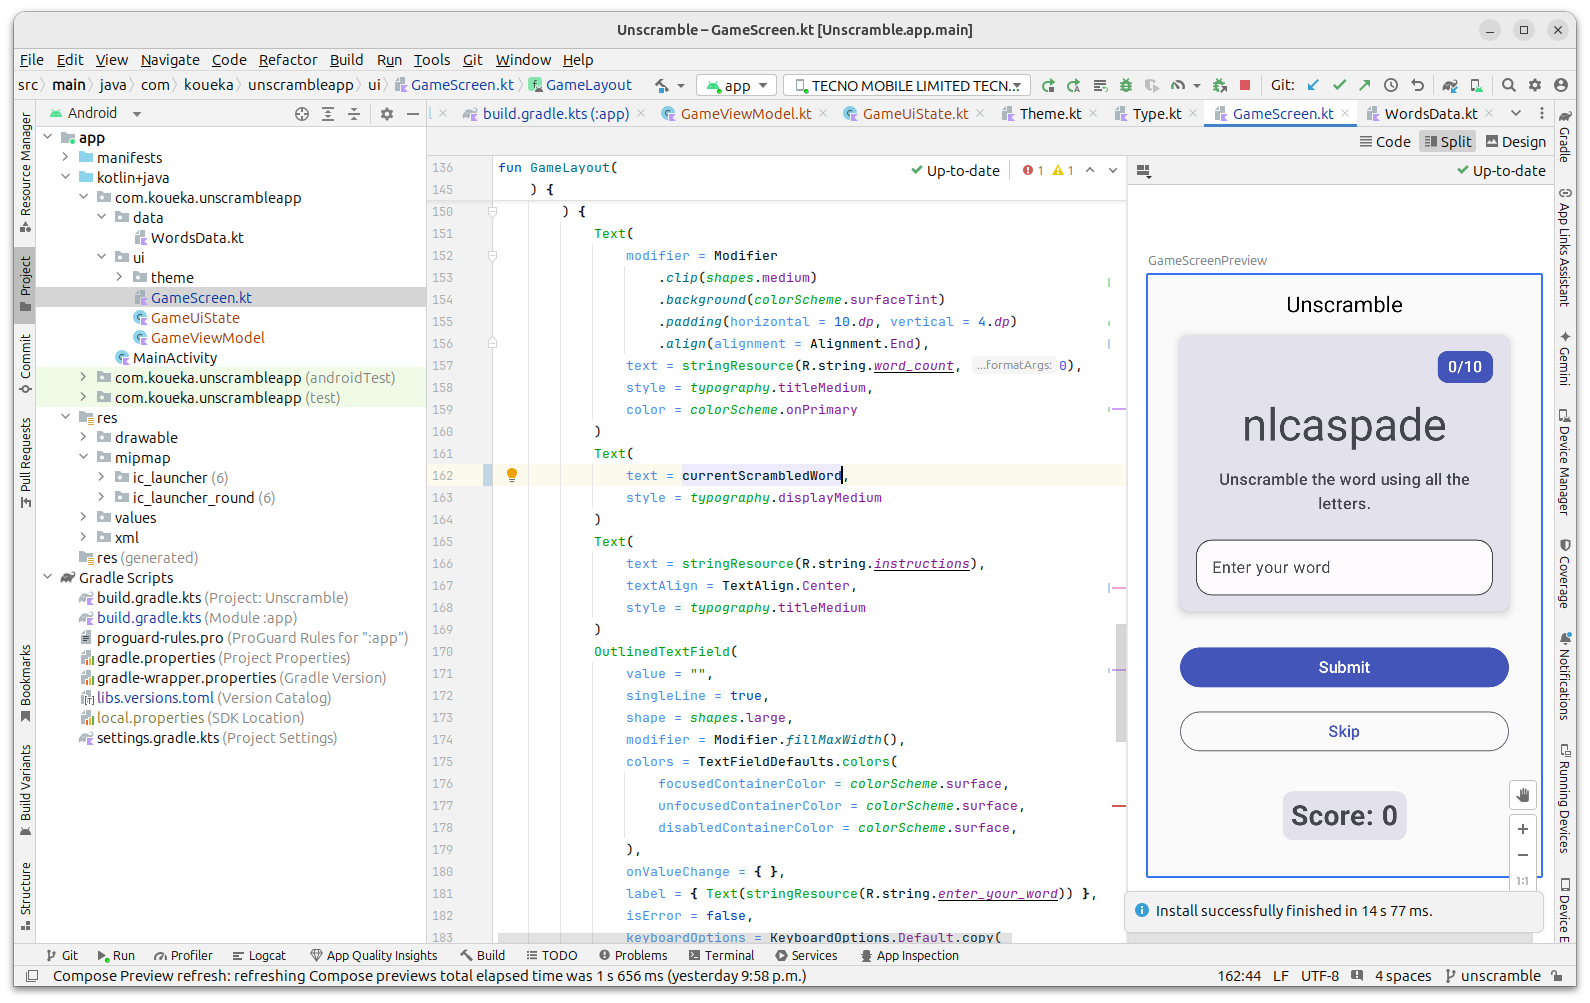 Unscramble – GameScreen.kt [Unscramble.app.main]
File Edit View Navigate Code Refactor Build Run Tools Git Window Help
src main java com koueka unscrambleapp ui GameScreen.kt GameLayout app TECNO MOBILE LIMITED TECN... Git:
Android
build.gradle.kts (:app) GameViewModel.kt GameUiState.kt Theme.kt Type.kt GameScreen.kt WordsData.kt
Code Split Design
Resource Manager
Project
Commit
Pull Requests
Bookmarks
Build Variants
Structure
app
manifests
kotlin+java
com.koueka.unscrambleapp
data
WordsData.kt
ui
theme
GameScreen.kt
GameUiState
GameViewModel
MainActivity
com.koueka.unscrambleapp (androidTest)
com.koueka.unscrambleapp (test)
res
drawable
mipmap
ic_launcher (6)
ic_launcher_round (6)
values
xml
res (generated)
Gradle Scripts
build.gradle.kts (Project: Unscramble)
build.gradle.kts (Module :app)
proguard-rules.pro (ProGuard Rules for ":app")
gradle.properties (Project Properties)
gradle-wrapper.properties (Gradle Version)
libs.versions.toml (Version Catalog)
local.properties (SDK Location)
settings.gradle.kts (Project Settings)
Up-to-date 1 1
136 fun GameLayout(
145 ) {
150 ) {
151 Text(
152 modifier = Modifier
153 .clip(shapes.medium)
154 .background(colorScheme.surfaceTint)
155 .padding(horizontal = 10.dp, vertical = 4.dp)
156 .align(alignment = Alignment.End),
157 text = stringResource(R.string.word_count, ...formatArgs: 0),
158 style = typography.titleMedium,
159 color = colorScheme.onPrimary
160 )
161 Text(
162 text = currentScrambledWord,
163 style = typography.displayMedium
164 )
165 Text(
166 text = stringResource(R.string.instructions),
167 textAlign = TextAlign.Center,
168 style = typography.titleMedium
169 )
170 OutlinedTextField(
171 value = "",
172 singleLine = true,
173 shape = shapes.large,
174 modifier = Modifier.fillMaxWidth(),
175 colors = TextFieldDefaults.colors(
176 focusedContainerColor = colorScheme.surface,
177 unfocusedContainerColor = colorScheme.surface,
178 disabledContainerColor = colorScheme.surface,
179 ),
180 onValueChange = { },
181 label = { Text(stringResource(R.string.enter_your_word)) },
182 isError = false,
183 keyboardOptions = KeyboardOptions.Default.copy(
Up-to-date
GameScreenPreview
Unscramble
0/10
nlcaspade
Unscramble the word using all the
letters.
Enter your word
Submit
Skip
Score: 0
1:1
Install successfully finished in 14 s 77 ms.
Gradle
App Links Assistant
Gemini
Device Manager
Coverage
Notifications
Running Devices
Device E
Git Run Profiler Logcat App Quality Insights Build TODO Problems Terminal Services App Inspection
Compose Preview refresh: refreshing Compose previews total elapsed time was 1 s 656 ms (yesterday 9:58 p.m.) 162:44 LF UTF-8 4 spaces unscramble